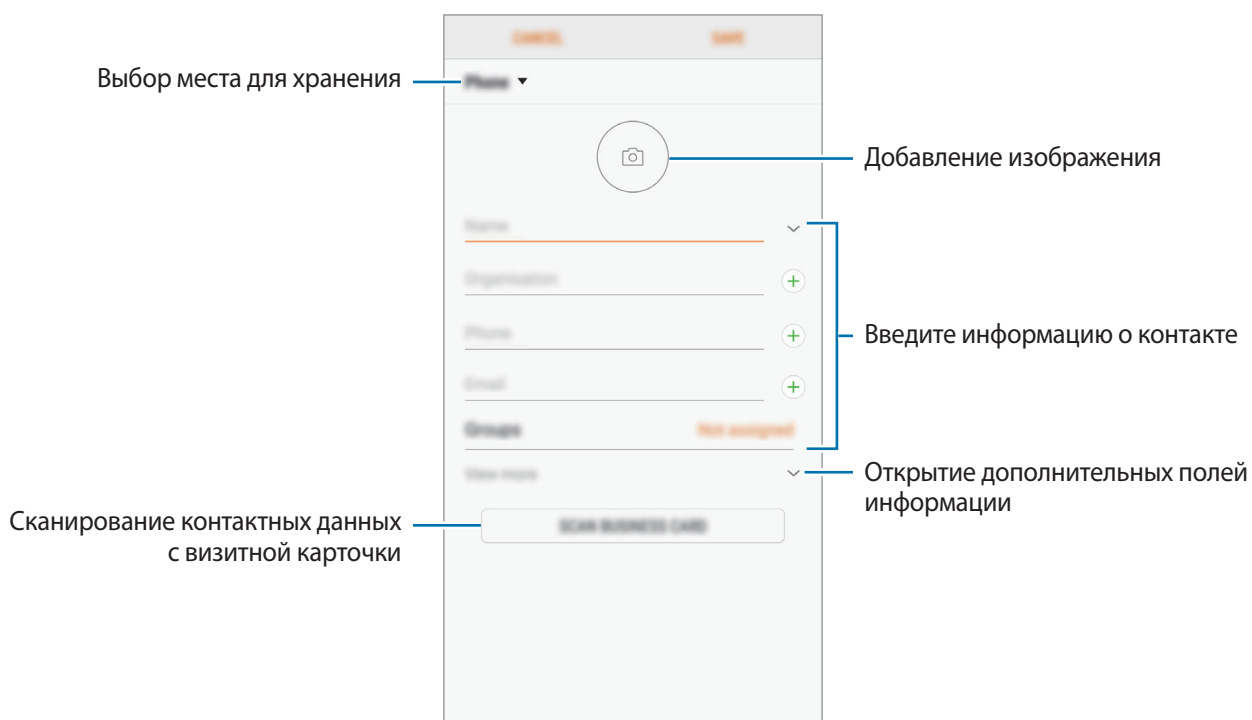 CANCEL
SAVE
Выбор места для хранения
Phone
Добавление изображения
Name
Organisation
Phone
Введите информацию о контакте
Email
Groups
Not assigned
View more
Открытие дополнительных полей
информации
Сканирование контактных данных
с визитной карточки
SCAN BUSINESS CARD